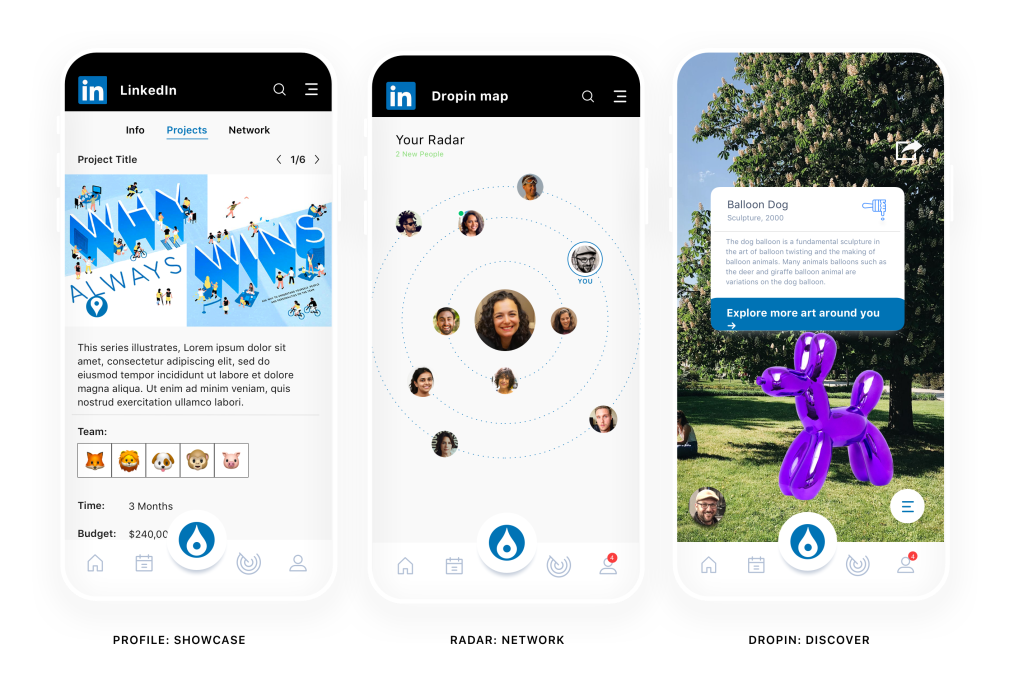 in LinkedIn
Info Projects Network
Project Title
1/6
WAY
ALWAYS
WINS
This series illustrates, Lorem ipsum dolor sit
amet, consectetur adipiscing elit, sed do
eiusmod tempor incididunt ut labore et dolore
magna aliqua. Ut enim ad minim veniam, quis
nostrud exercitation ullamco labori.
Team:
Time: 3 Months
Budget: $240,00
PROFILE: SHOWCASE
in Dropin map
Your Radar
2 New People
YOU
4
RADAR: NETWORK
Balloon Dog
Sculpture, 2000
The dog balloon is a fundamental sculpture in
the art of balloon twisting and the making of
balloon animals. Many animals balloons such as
the deer and giraffe balloon animal are
variations on the dog balloon.
Explore more art around you
→
4
DROPIN: DISCOVER